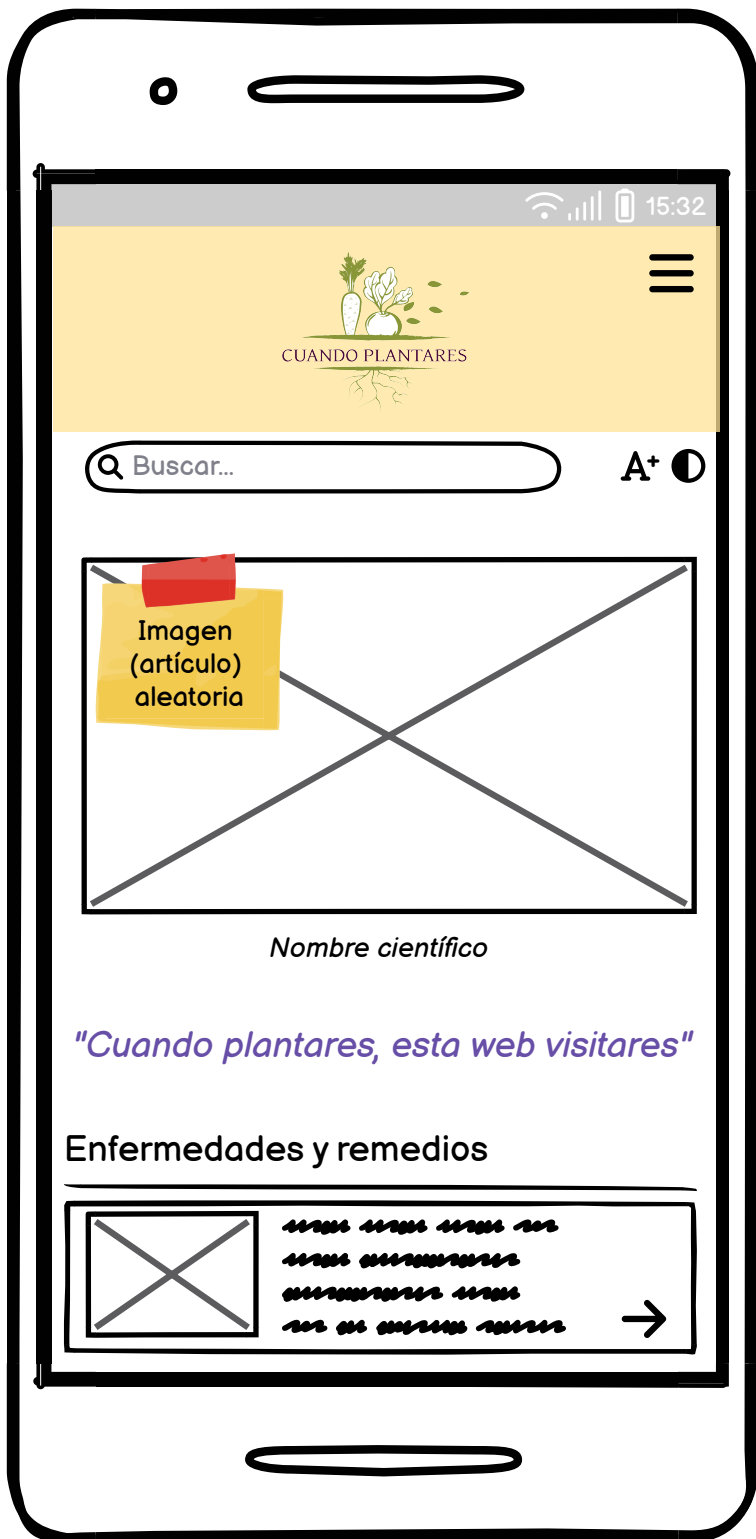 15:32
CUANDO PLANTARES
Buscar...
A+
Imagen
(artículo)
aleatoria
Nombre científico
"Cuando plantares, esta web visitares"
Enfermedades y remedios